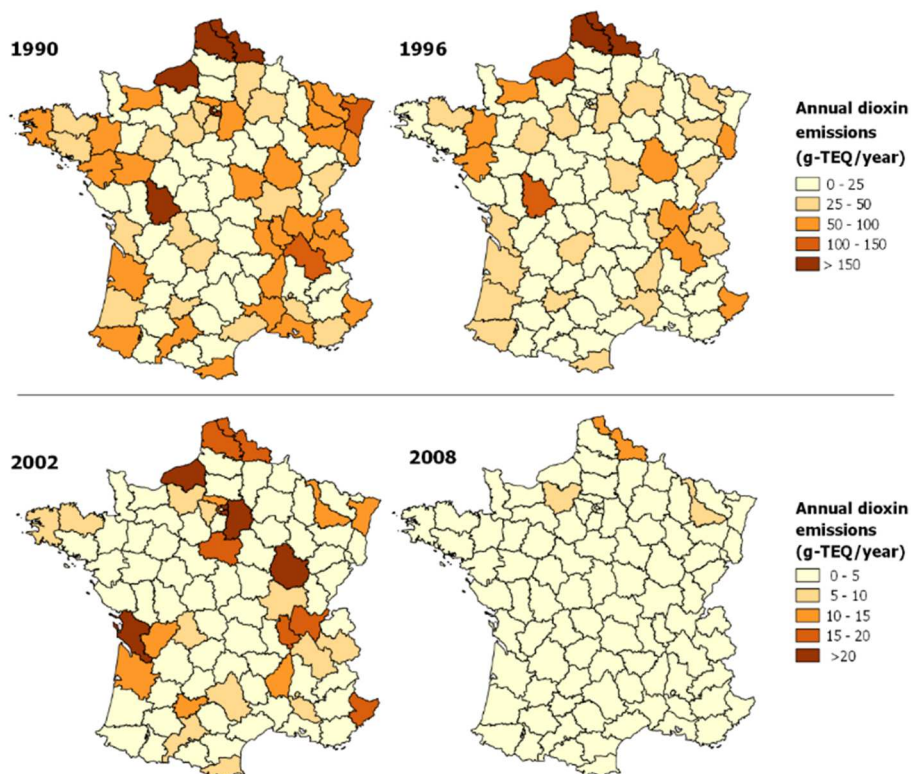 1990
1996
Annual dioxin
emissions
(g-TEQ/year)
0 - 25
25 - 50
50 - 100
100 - 150
> 150
2002
2008
Annual dioxin
emissions
(g-TEQ/year)
0 - 5
5 - 10
10 - 15
15 - 20
>20